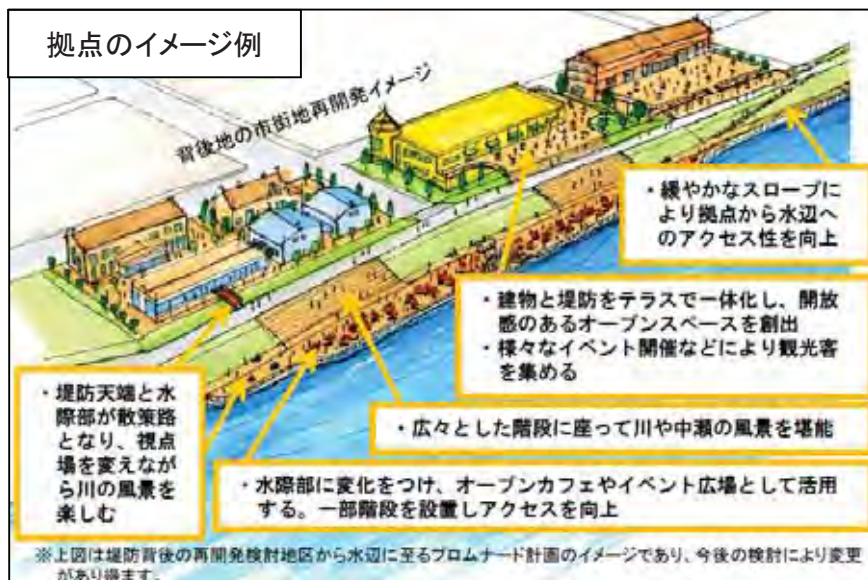 拠点のイメージ例
背後地の市街地再開発イメージ
・緩やかなスロープに
より拠点から水辺へ
のアクセス性を向上
・建物と堤防をテラスで一体化し、開放
感のあるオープンスペースを創出
・様々なイベント開催などにより観光客
を集める
・堤防天端と水
際部が散策路
となり、視点
場を変えなが
ら川の風景を
楽しむ
・広々とした階段に座って川や中瀬の風景を堪能
・水際部に変化をつけ、オープンカフェやイベント広場として活用
する。一部階段を設置しアクセスを向上
※上図は堤防背後の再開発検討地区から水辺に至るプロムナード計画のイメージであり、今後の検討により変更
があり得ます。